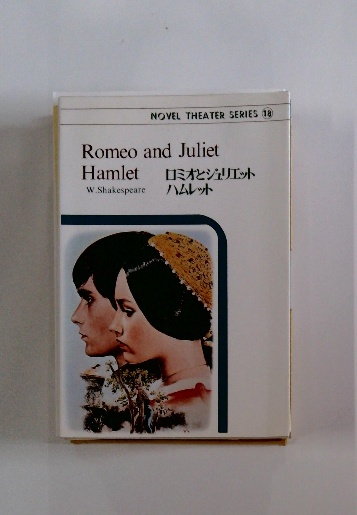 NOVEL THEATER SERIES ⑱
Romeo and Juliet
Hamlet ロミオとジュリエット
W.Shakespeare ハムレット